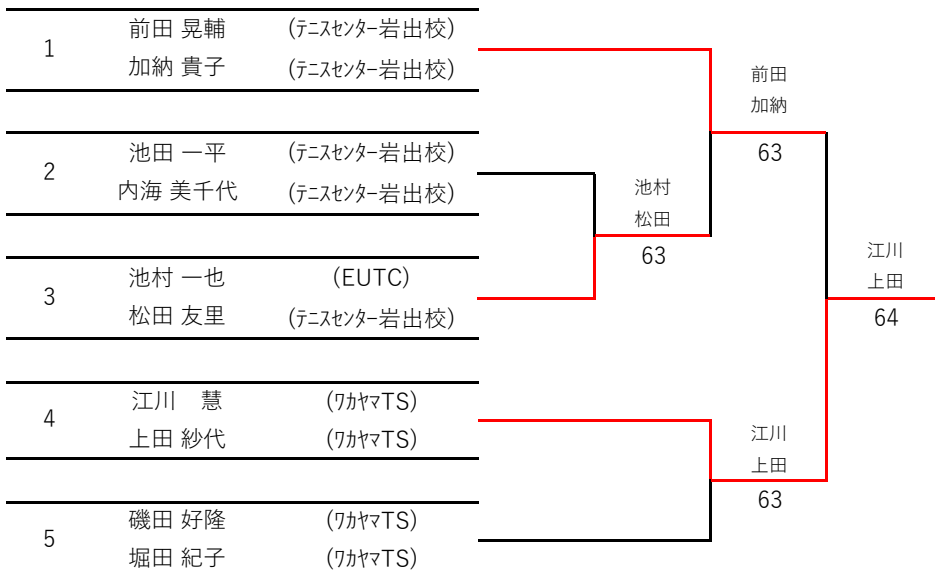 1
前田 晃輔 (ﾃﾆｽｾﾝﾀｰ岩出校)
加納 貴子 (ﾃﾆｽｾﾝﾀｰ岩出校)
2
池田 一平 (ﾃﾆｽｾﾝﾀｰ岩出校)
内海 美千代 (ﾃﾆｽｾﾝﾀｰ岩出校)
3
池村 一也 (EUTC)
松田 友里 (ﾃﾆｽｾﾝﾀｰ岩出校)
4
江川　慧 (ﾜｶﾔﾏTS)
上田 紗代 (ﾜｶﾔﾏTS)
5
磯田 好隆 (ﾜｶﾔﾏTS)
堀田 紀子 (ﾜｶﾔﾏTS)
池村
松田
63
前田
加納
63
江川
上田
63
江川
上田
64